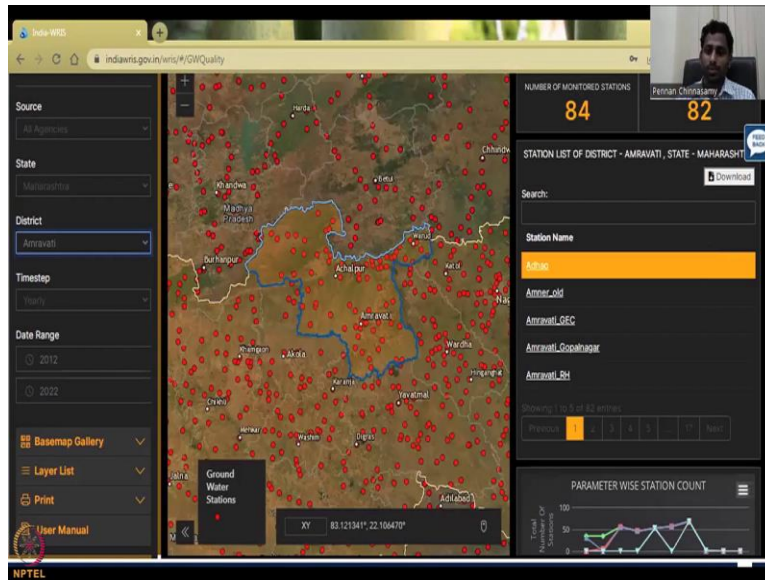 India-WRIS
indiawris.gov.in/wris/#/GWQuality
Pennan Chinnasamy
Source
All Agencies
State
Maharashtra
District
Amravati
Timestep
Yearly
Date Range
2012
2022
Basemap Gallery
Layer List
Print
User Manual
NPTEL
Harda
Chhindw
Betul
Khandwa
Madhya
Pradesh
Warud
Burhanpur
Achalpur
Katol
Nag
Amravati
Wardha
Khamgaon
Akola
Hinganghat
Karanja
Yavatmal
Chikhli
Mehkar
Washim
Digras
Jalna
Adilabad
Ground
Water
Stations
XY
83.121341°, 22.106470°
NUMBER OF MONITORED STATIONS
84
82
FEED
BACK
STATION LIST OF DISTRICT - AMRAVATI , STATE - MAHARASHT
Download
Search:
Station Name
Adhao
Amner_old
Amravati_GEC
Amravati_Gopalnagar
Amravati_RH
Showing 1 to 5 of 82 entries
Previous 1 2 3 4 5 ... 17 Next
PARAMETER WISE STATION COUNT
Total
Number Of
Stations
100
50
0